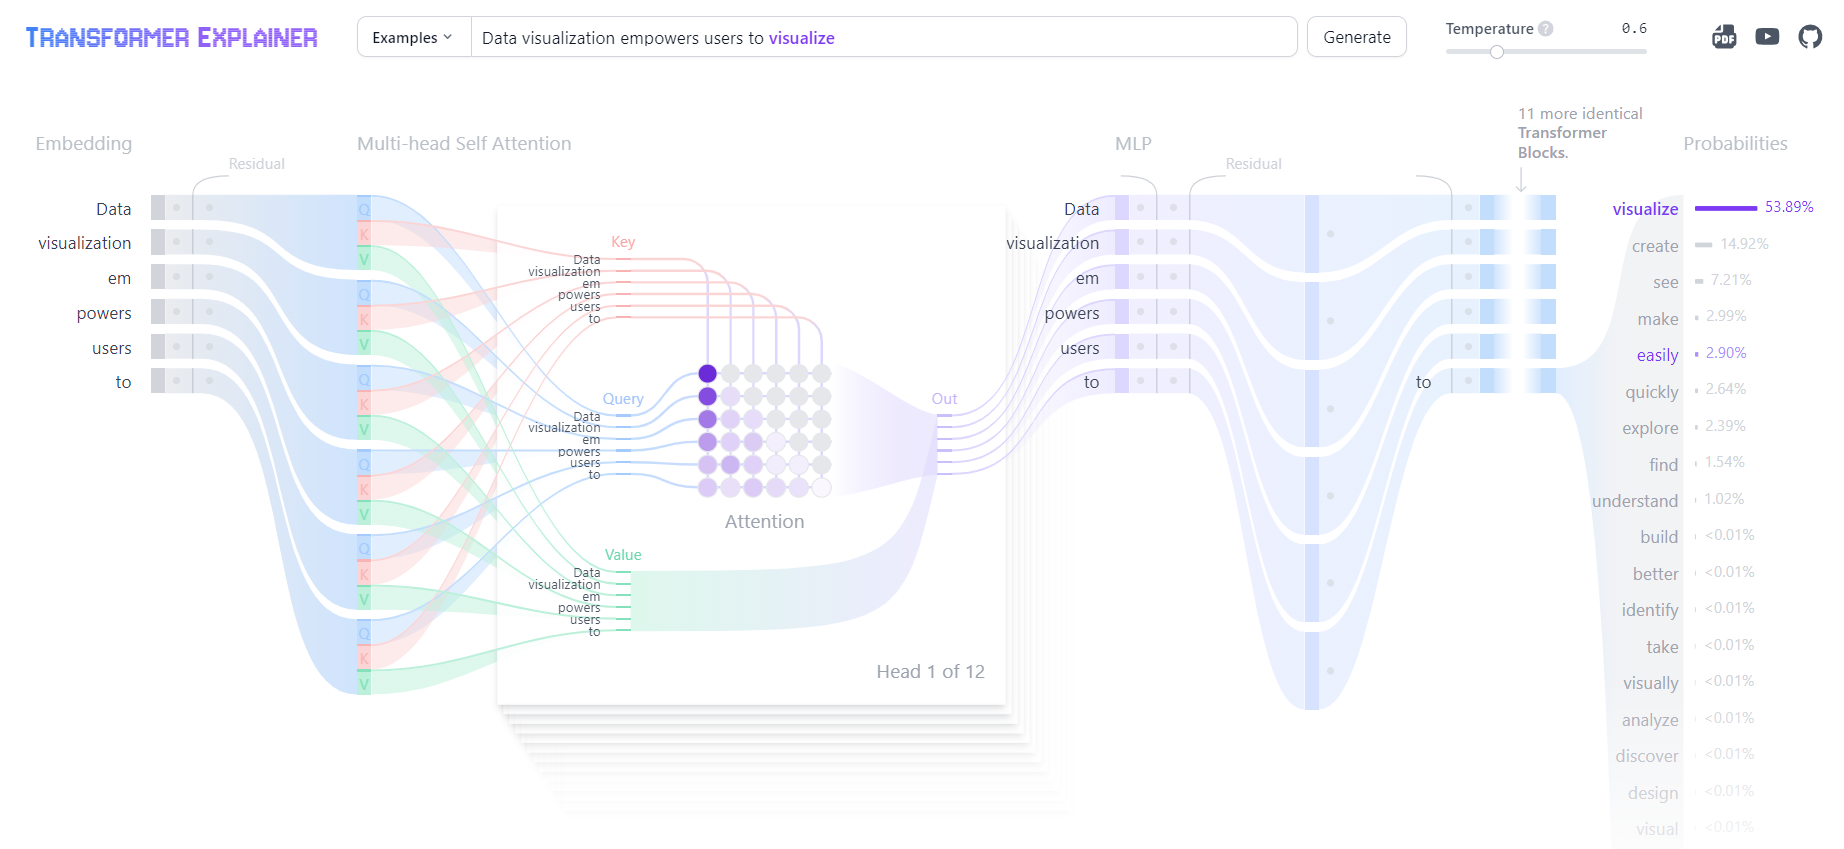 TRANSFORMER EXPLAINER
Examples
Data visualization empowers users to visualize
Generate
Temperature ?
0.6
PDF
Embedding
Residual
Data
visualization
em
powers
users
to
Multi-head Self Attention
Q
K
V
Q
K
V
Q
K
V
Q
K
V
Q
K
V
Q
K
V
Key
Data
visualization
em
powers
users
to
Query
Data
visualization
em
powers
users
to
Attention
Value
Data
visualization
em
powers
users
to
Out
Head 1 of 12
MLP
Residual
Data
visualization
em
powers
users
to
to
11 more identical
Transformer
Blocks.
Probabilities
visualize 53.89%
create 14.92%
see 7.21%
make 2.99%
easily 2.90%
quickly 2.64%
explore 2.39%
find 1.54%
understand 1.02%
build <0.01%
better <0.01%
identify <0.01%
take <0.01%
visually <0.01%
analyze <0.01%
discover <0.01%
design <0.01%
visual <0.01%